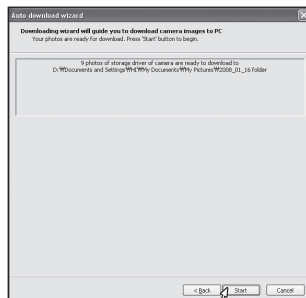 Auto download wizard
Downloading wizard will guide you to download camera images to PC
Your photos are ready for download. Press 'Start' button to begin.
9 photos of storage driver of camera are ready to download to
D:₩Documents and Settings₩H1₩My Documents₩My Pictures₩2008_01_16 folder
< Back
Start
Cancel